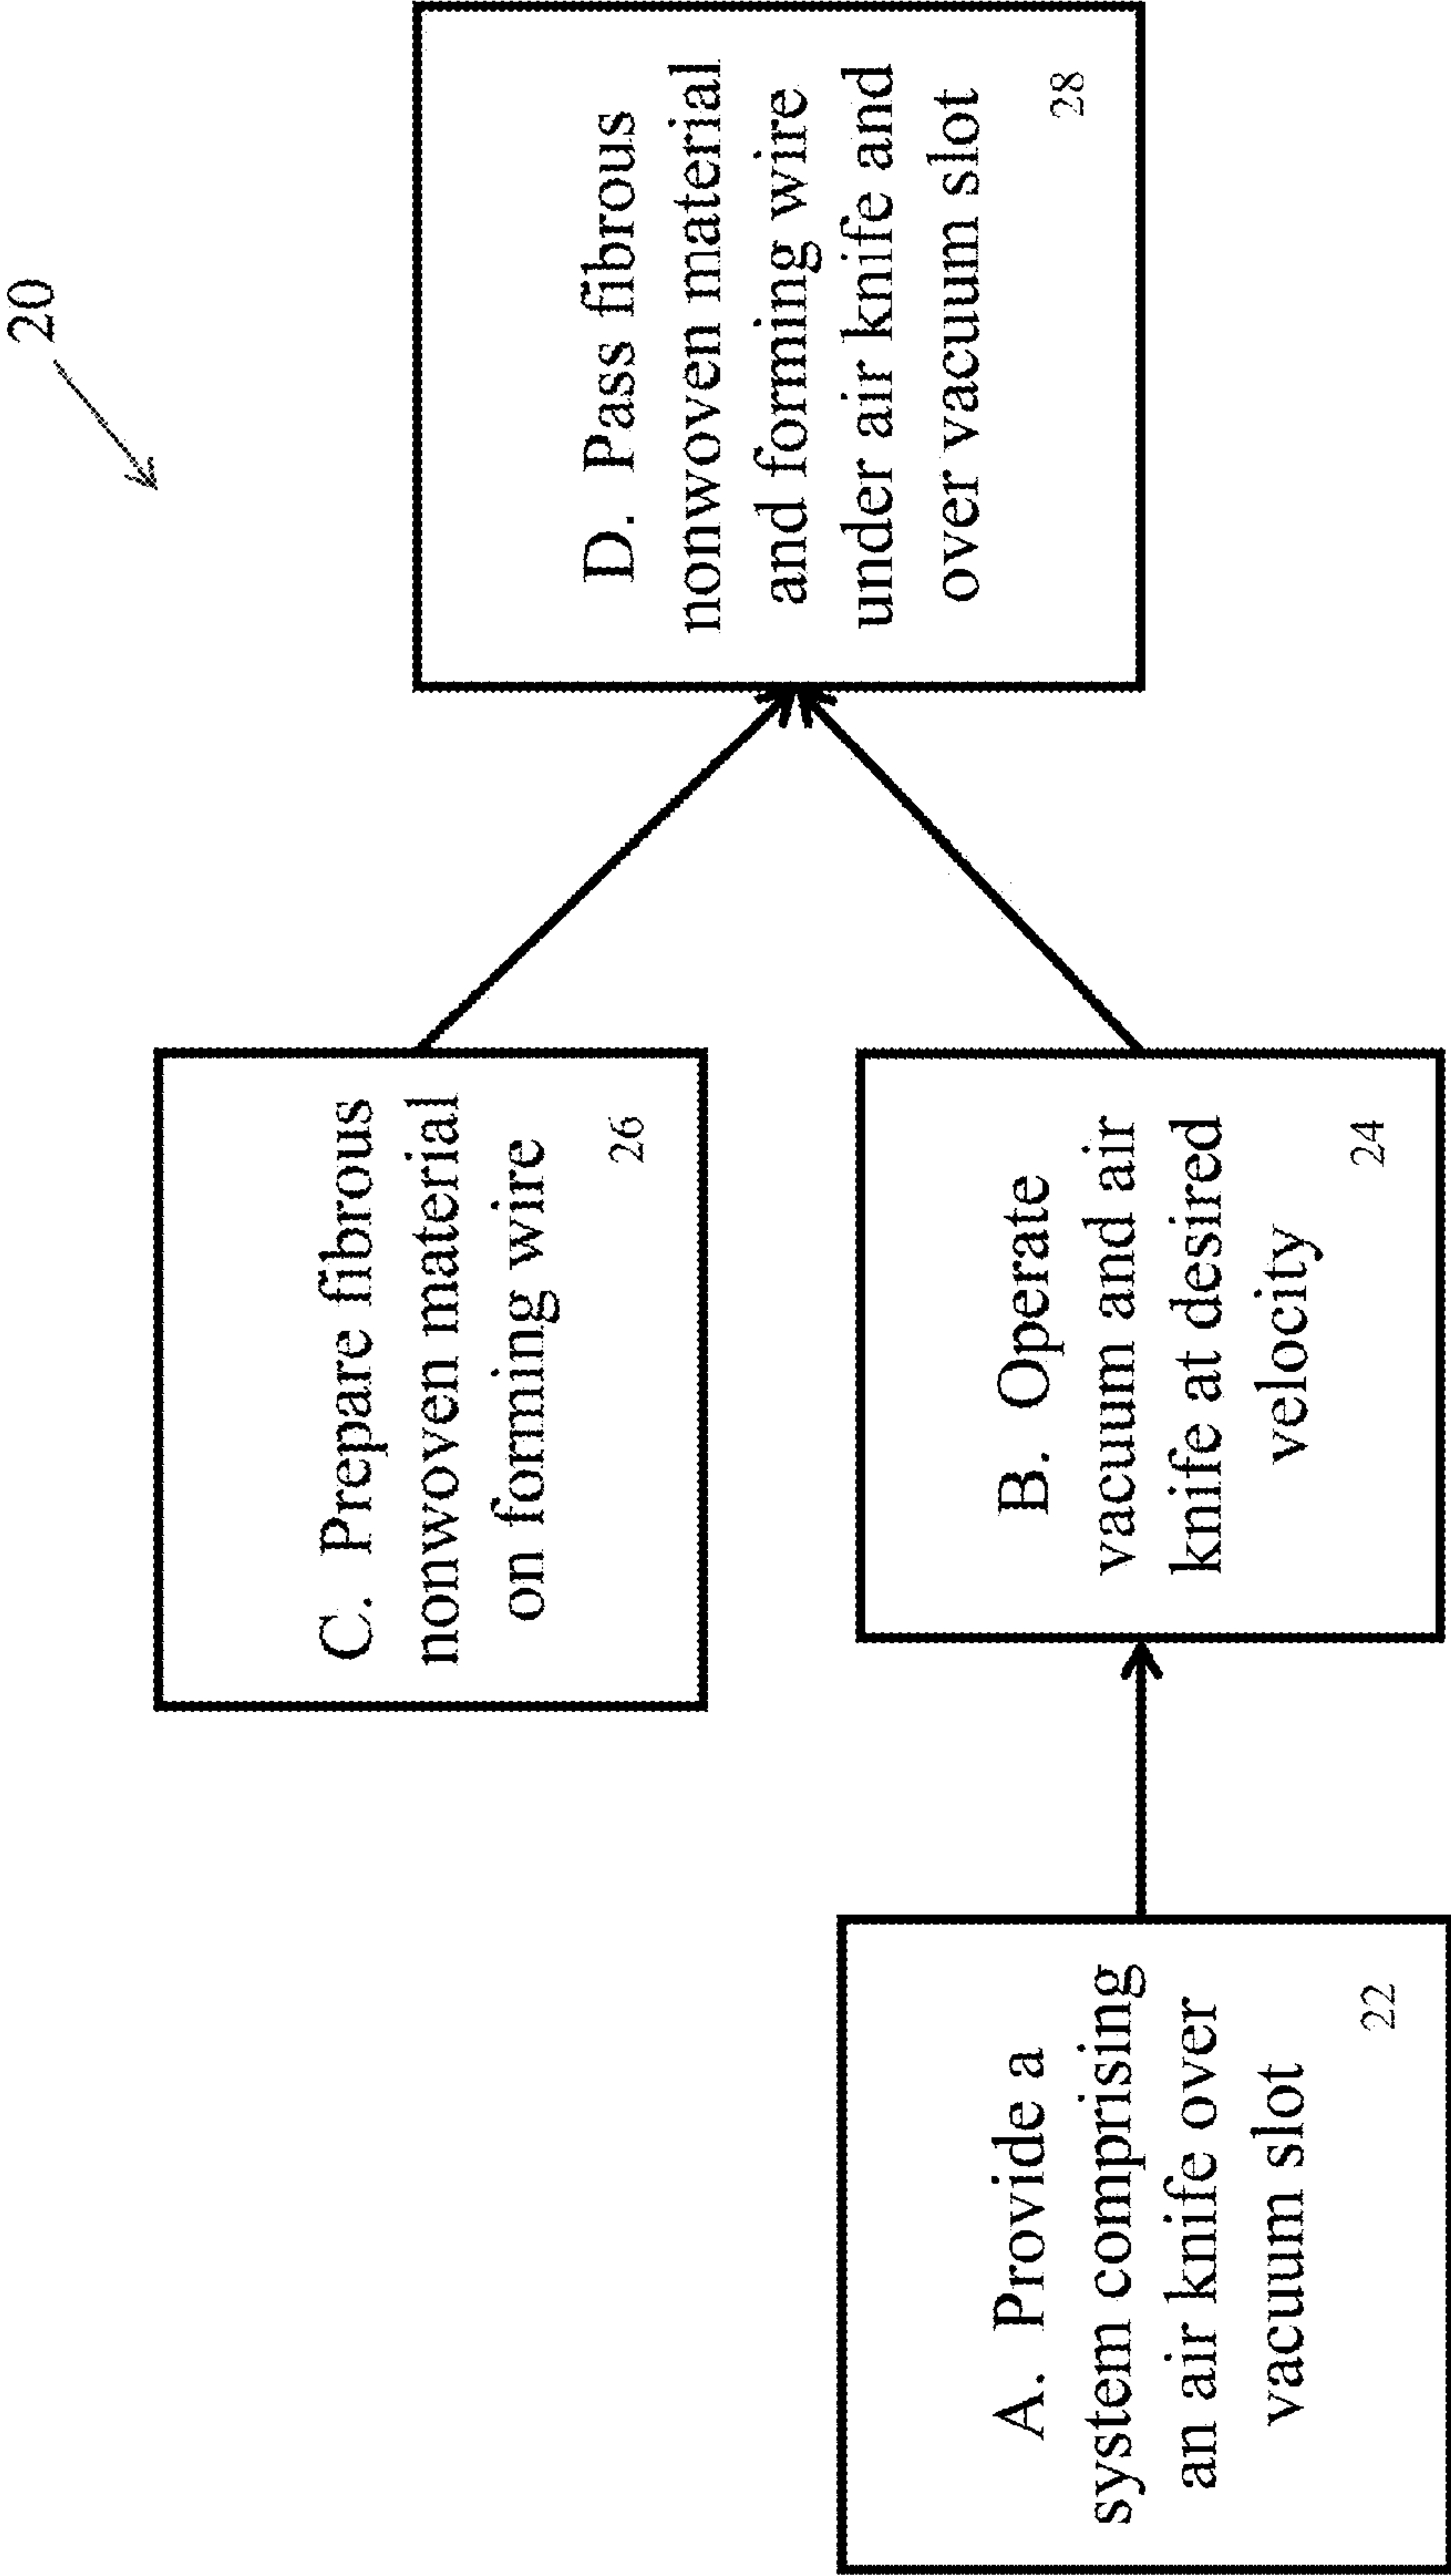 20
C. Prepare fibrous
nonwoven material
on forming wire
26
D. Pass fibrous
nonwoven material
and forming wire
under air knife and
over vacuum slot
28
A. Provide a
system comprising
an air knife over
vacuum slot
22
B. Operate
vacuum and air
knife at desired
velocity
24